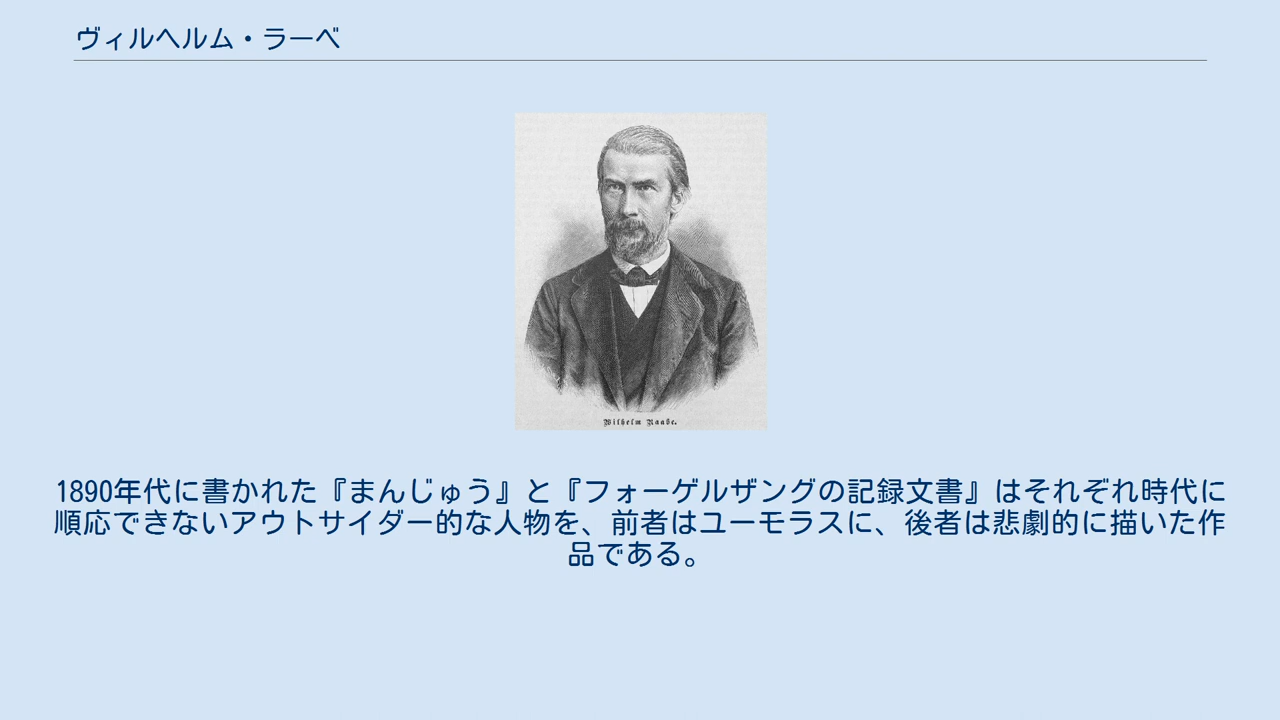 ヴィルヘルム・ラーベ
Wilhelm Raabe.
1890年代に書かれた『まんじゅう』と『フォーゲルザングの記録文書』はそれぞれ時代に
順応できないアウトサイダー的な人物を、前者はユーモラスに、後者は悲劇的に描いた作
品である。